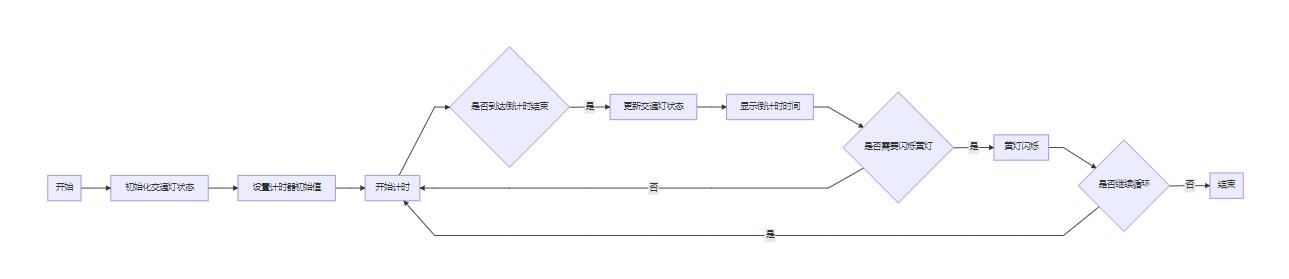 开始
初始化交通灯状态
设置计时器初始值
开始计时
是否到达倒计时结束
是
更新交通灯状态
显示倒计时时间
是否需要闪烁黄灯
是
黄灯闪烁
是否继续循环
否
结束
否
是